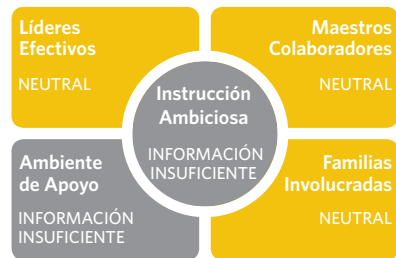 Líderes
Efectivos
NEUTRAL
Maestros
Colaboradores
NEUTRAL
Instrucción
Ambiciosa
INFORMACIÓN
INSUFICIENTE
Ambiente
de Apoyo
INFORMACIÓN
INSUFICIENTE
Familias
Involucradas
NEUTRAL